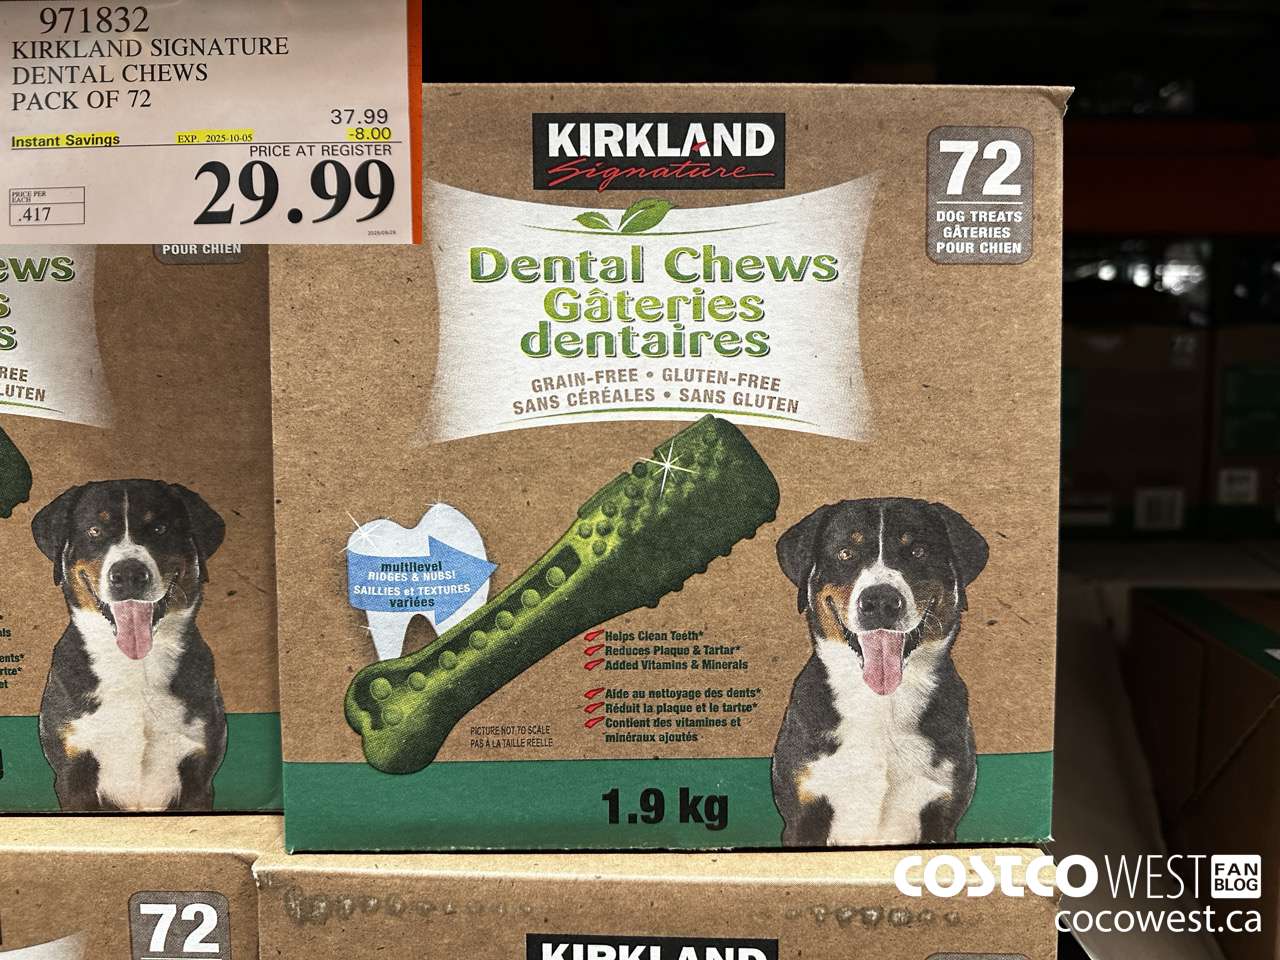 971832
KIRKLAND SIGNATURE
DENTAL CHEWS
PACK OF 72
37.99
Instant Savings EXP. 2025-10-05 -8.00
PRICE AT REGISTER
29.99
PRICE PER
EACH
.417
KIRKLAND
Signature
72
DOG TREATS
GÂTERIES
POUR CHIEN
Dental Chews
Gâteries
dentaires
GRAIN-FREE • GLUTEN-FREE
SANS CÉRÉALES • SANS GLUTEN
multilevel
RIDGES & NUBS!
SAILLIES et TEXTURES
variées
Helps Clean Teeth*
Reduces Plaque & Tartar*
Added Vitamins & Minerals
Aide au nettoyage des dents*
Réduit la plaque et le tartre*
Contient des vitamines et
minéraux ajoutés
PICTURE NOT TO SCALE
PAS À LA TAILLE RÉELLE
1.9 kg
POUR CHIEN
ews
s
s
REE
LUTEN
als
ents*
rtre*
et
72
KIRKLAND
COSTCO WEST FAN
BLOG
cocowest.ca